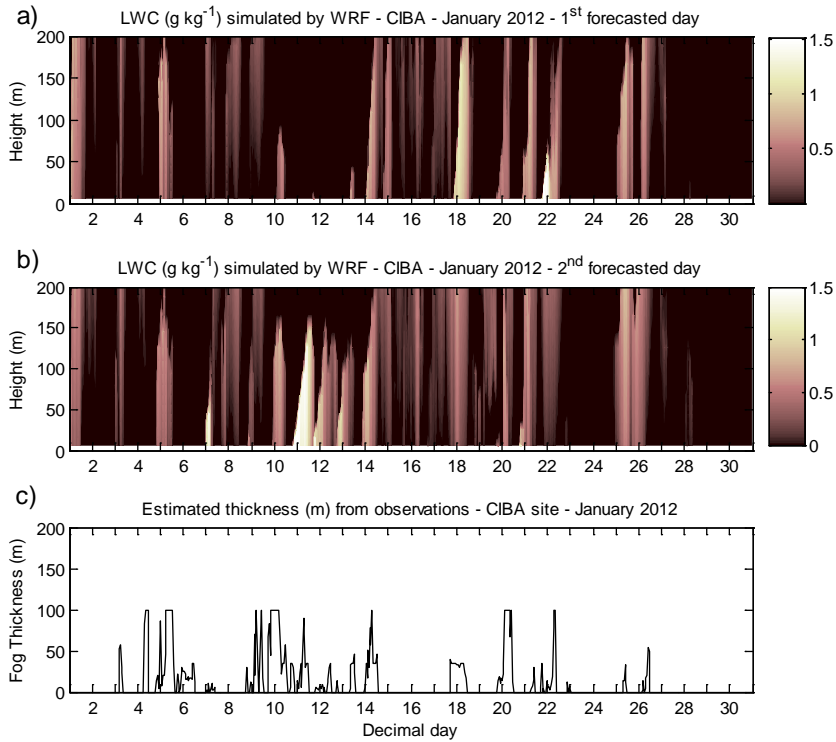 a)
LWC (g kg-1) simulated by WRF - CIBA - January 2012 - 1st forecasted day
200
150
100
50
0
Height (m)
2 4 6 8 10 12 14 16 18 20 22 24 26 28 30
1.5
1
0.5
b)
LWC (g kg-1) simulated by WRF - CIBA - January 2012 - 2nd forecasted day
200
150
100
50
0
Height (m)
2 4 6 8 10 12 14 16 18 20 22 24 26 28 30
1.5
1
0.5
0
c)
Estimated thickness (m) from observations - CIBA site - January 2012
200
150
100
50
0
Fog Thickness (m)
2 4 6 8 10 12 14 16 18 20 22 24 26 28 30
Decimal day